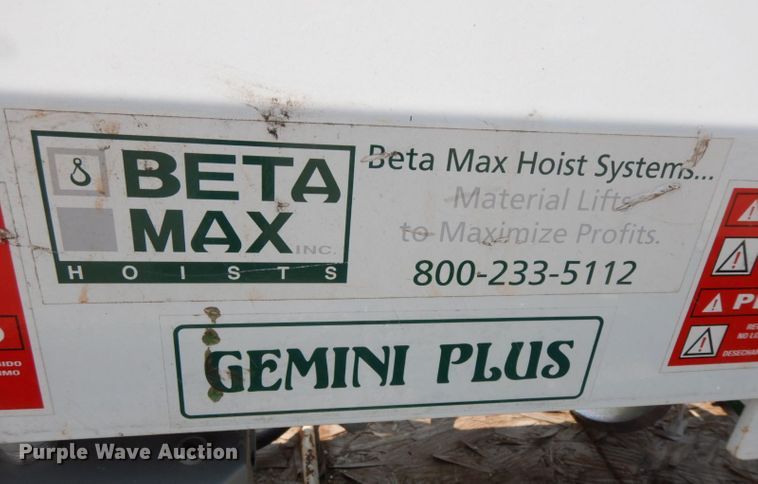 BETA
MAX INC.
HOISTS
Beta Max Hoist Systems...
Material Lifts
to Maximize Profits.
800-233-5112
GEMINI PLUS
Purple Wave Auction